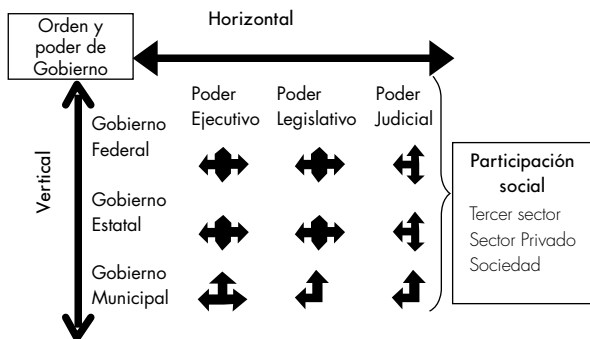 Orden y
poder de
Gobierno
Horizontal
Vertical
Poder
Ejecutivo
Poder
Legislativo
Poder
Judicial
Gobierno
Federal
Gobierno
Estatal
Gobierno
Municipal
Participación
social
Tercer sector
Sector Privado
Sociedad